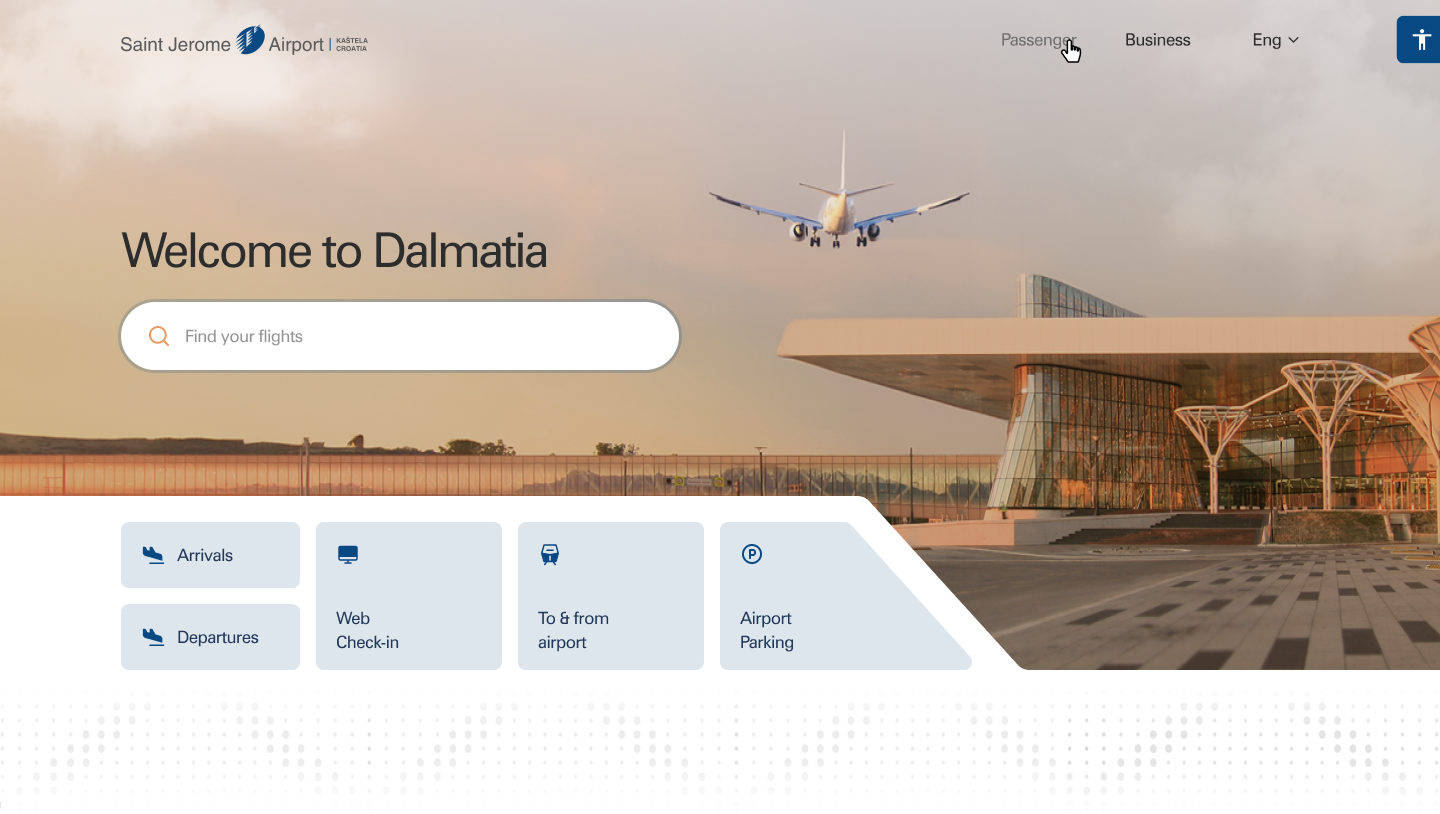 Saint Jerome Airport KAŠTELA CROATIA
Passenger Business Eng
Welcome to Dalmatia
Find your flights
Arrivals
Departures
Web
Check-in
To & from
airport
P
Airport
Parking